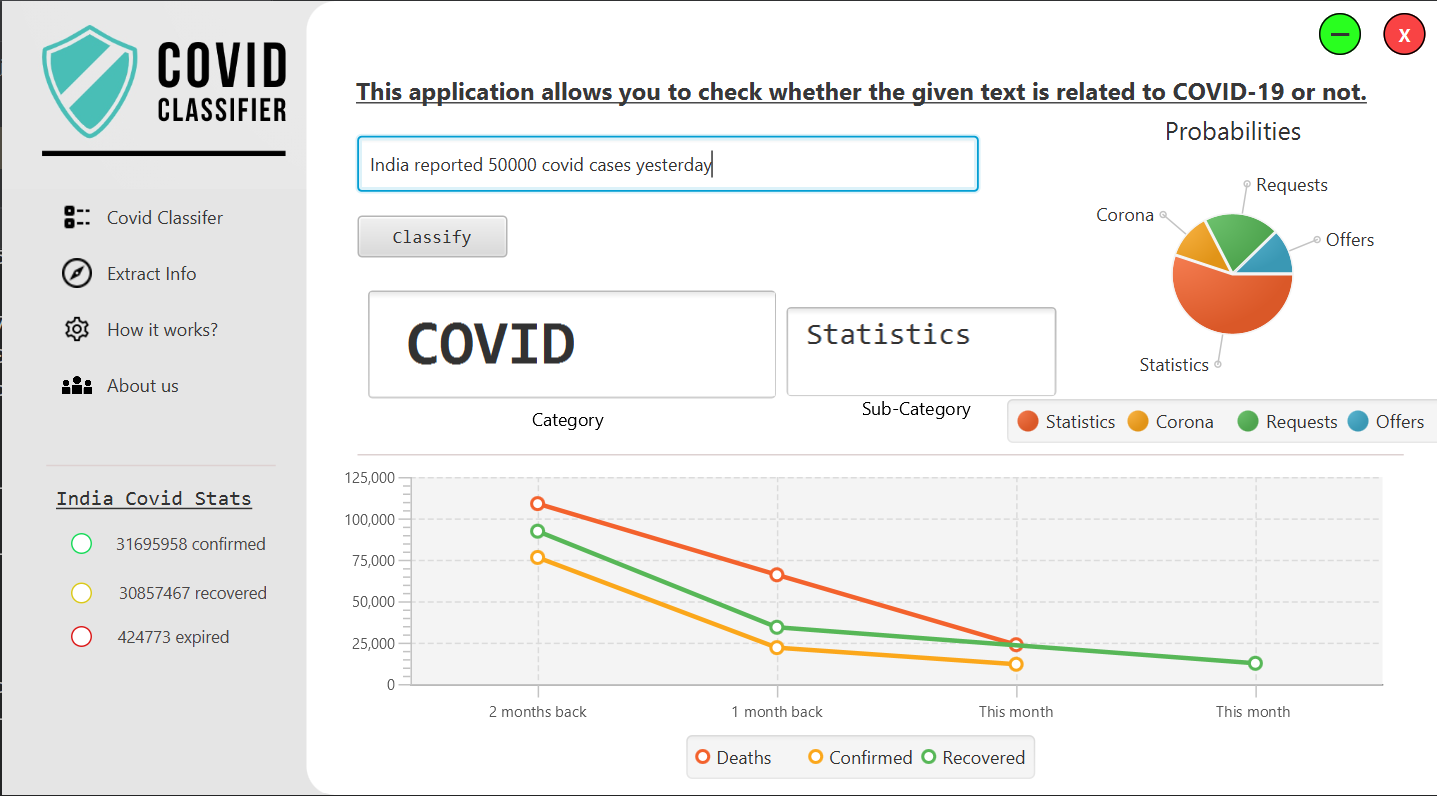 COVID
CLASSIFIER
Covid Classifer
Extract Info
How it works?
About us
India Covid Stats
31695958 confirmed
30857467 recovered
424773 expired
X
This application allows you to check whether the given text is related to COVID-19 or not.
India reported 50000 covid cases yesterday
Classify
COVID
Category
Statistics
Sub-Category
Probabilities
Requests
Corona
Offers
Statistics
Statistics Corona Requests Offers
125,000
100,000
75,000
50,000
25,000
0
2 months back 1 month back This month This month
Deaths Confirmed Recovered